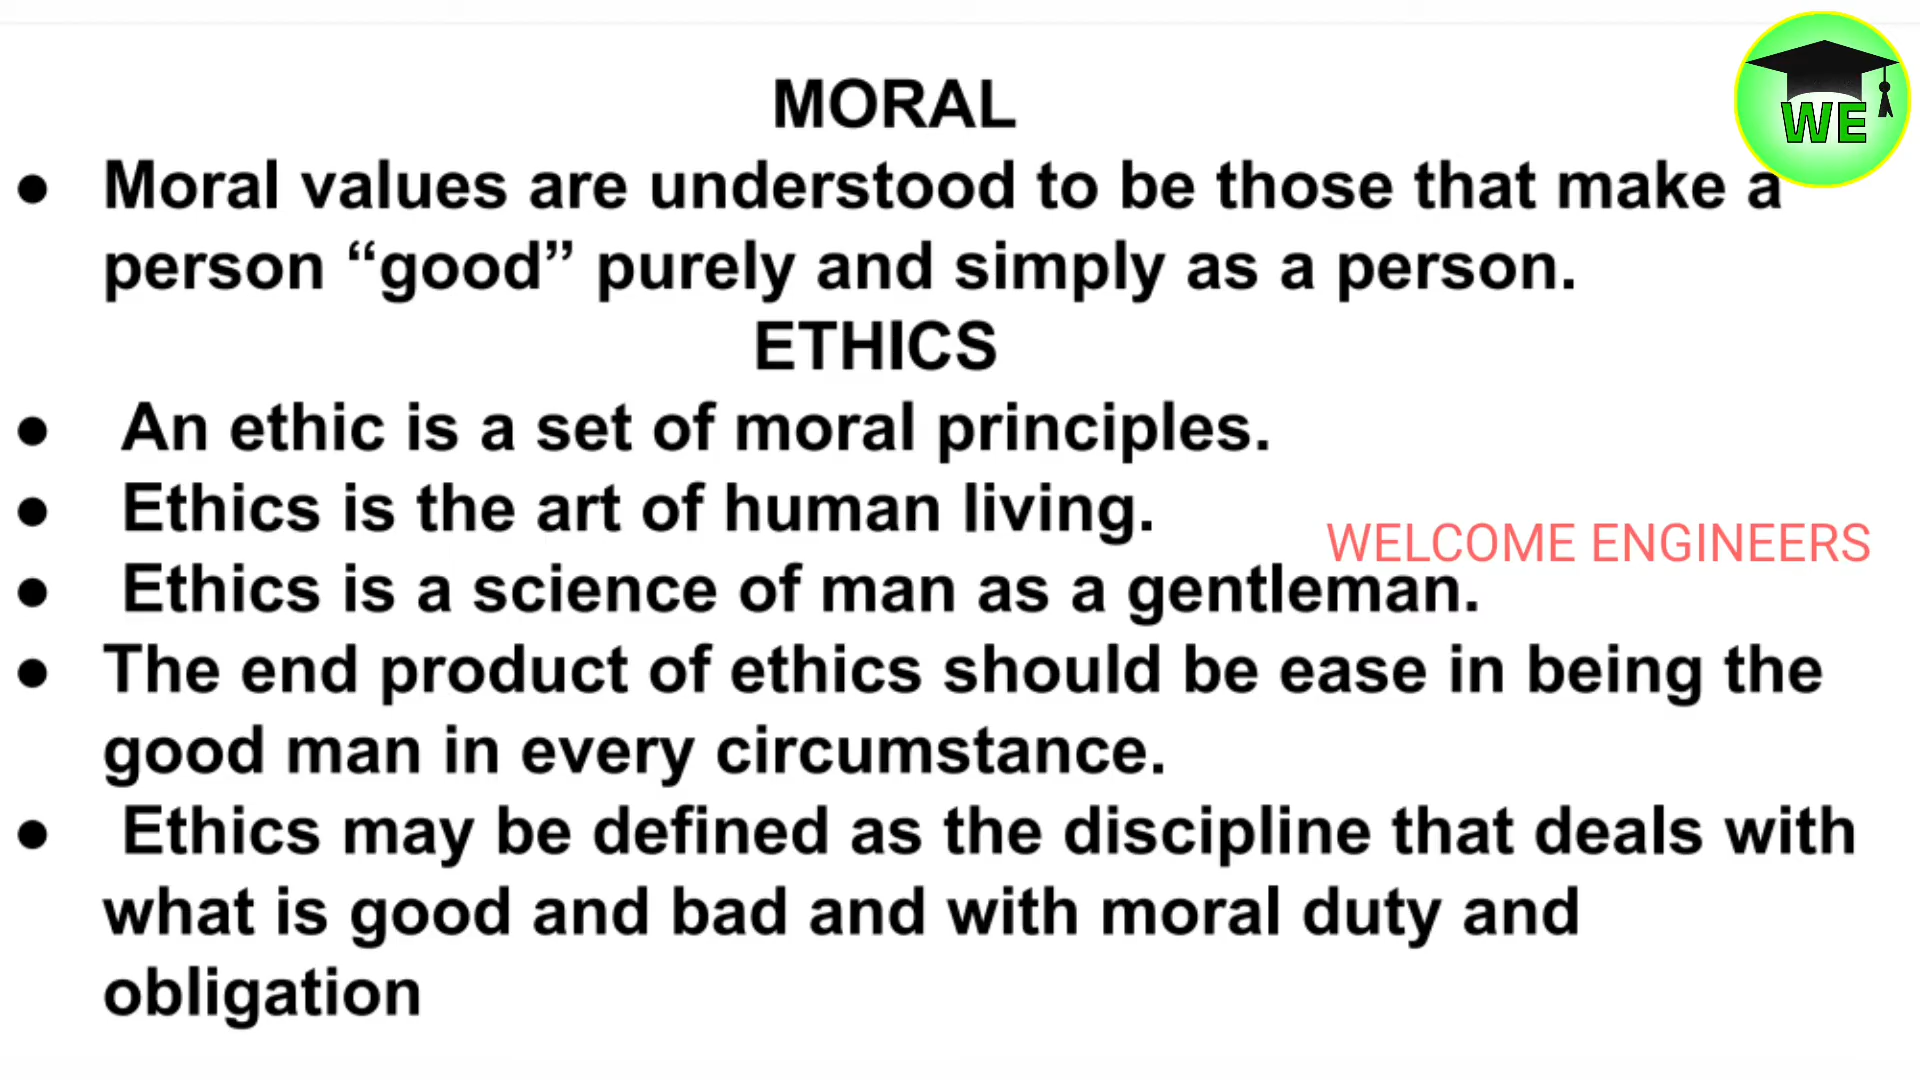 WE
MORAL
● Moral values are understood to be those that make a
person “good” purely and simply as a person.
ETHICS
● An ethic is a set of moral principles.
● Ethics is the art of human living.
WELCOME ENGINEERS
● Ethics is a science of man as a gentleman.
● The end product of ethics should be ease in being the
good man in every circumstance.
● Ethics may be defined as the discipline that deals with
what is good and bad and with moral duty and
obligation